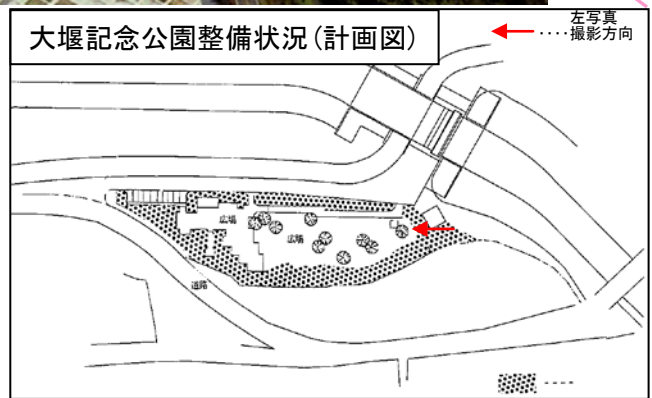 大堰記念公園整備状況(計画図)
左写真
‥‥撮影方向
広場
広場
道路